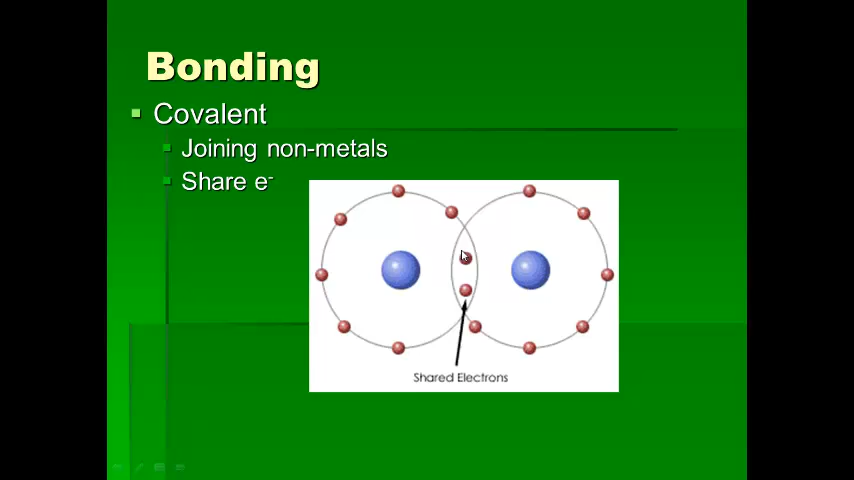 Bonding
Covalent
Joining non-metals
Share e⁻
Shared Electrons